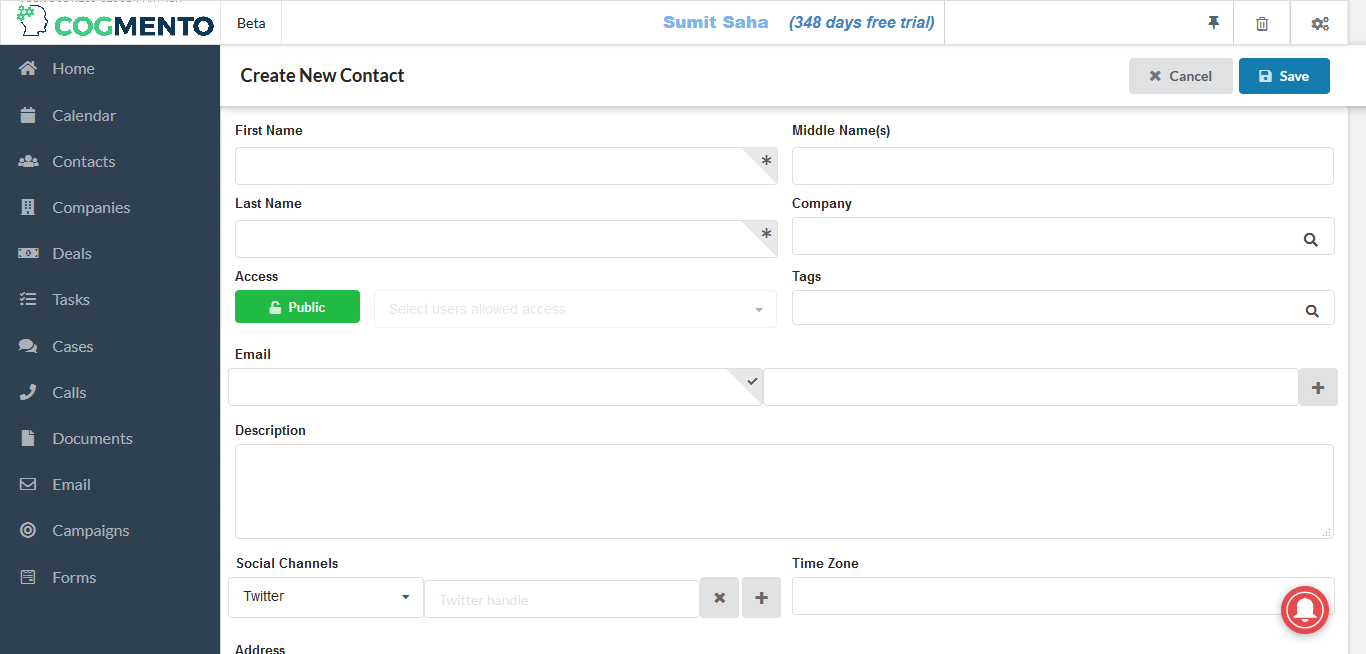 COGMENTO
Beta
Sumit Saha (348 days free trial)
Create New Contact
Cancel
Save
Home
Calendar
Contacts
Companies
Deals
Tasks
Cases
Calls
Documents
Email
Campaigns
Forms
First Name
Middle Name(s)
Last Name
Company
Access
Tags
Public
Select users allowed access
Email
Description
Social Channels
Time Zone
Twitter
Twitter handle
Address